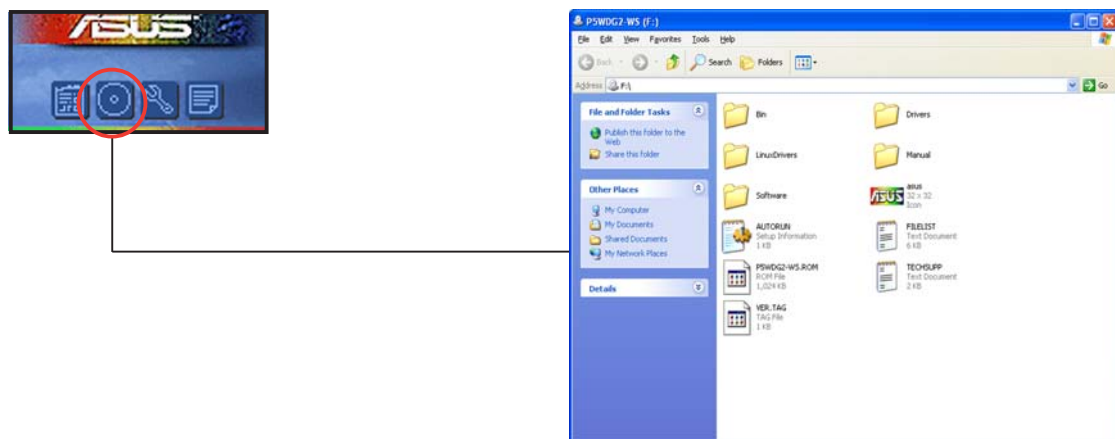 ASUS
P5WDG2-WS (F:)
File Edit View Favorites Tools Help
Back Search Folders
Address F:\ Go
File and Folder Tasks
Publish this folder to the
Web
Share this folder
Other Places
My Computer
My Documents
Shared Documents
My Network Places
Details
Bin
Drivers
LinuxDrivers
Manual
Software
asus
32 x 32
Icon
AUTORUN
Setup Information
1 KB
FILELIST
Text Document
6 KB
P5WDG2-WS.ROM
ROM File
1,024 KB
TECHSUPP
Text Document
2 KB
VER.TAG
TAG File
1 KB